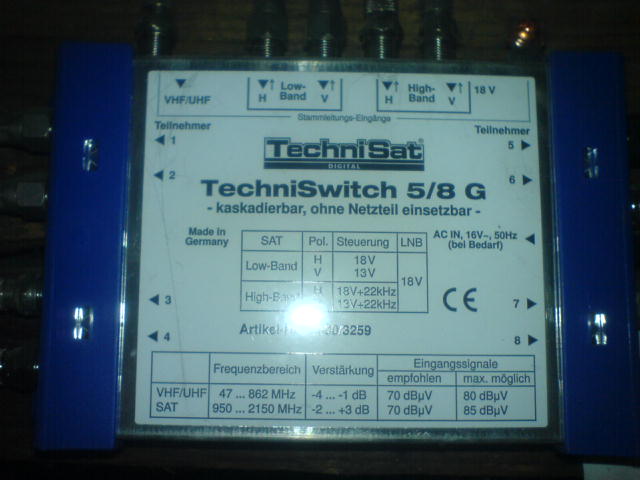 VHF/UHF
H Low-Band V
H High-Band V
18 V
Stammleitungs-Eingänge
Teilnehmer
Teilnehmer
1
2
5
6
TechniSat
DIGITAL
TechniSwitch 5/8 G
- kaskadierbar, ohne Netzteil einsetzbar -
Made in
Germany
AC IN, 16V~, 50Hz
(bei Bedarf)
SAT Pol. Steuerung LNB
Low-Band H 18V
V 13V
18V
High-Band H 18V+22kHz
V 13V+22kHz
CE
3
4
7
8
3259
Eingangssignale
Frequenzbereich Verstärkung empfohlen max. möglich
VHF/UHF 47 ... 862 MHz -4 ... -1 dB 70 dBµV 80 dBµV
SAT 950 ... 2150 MHz -2 ... +3 dB 70 dBµV 85 dBµV